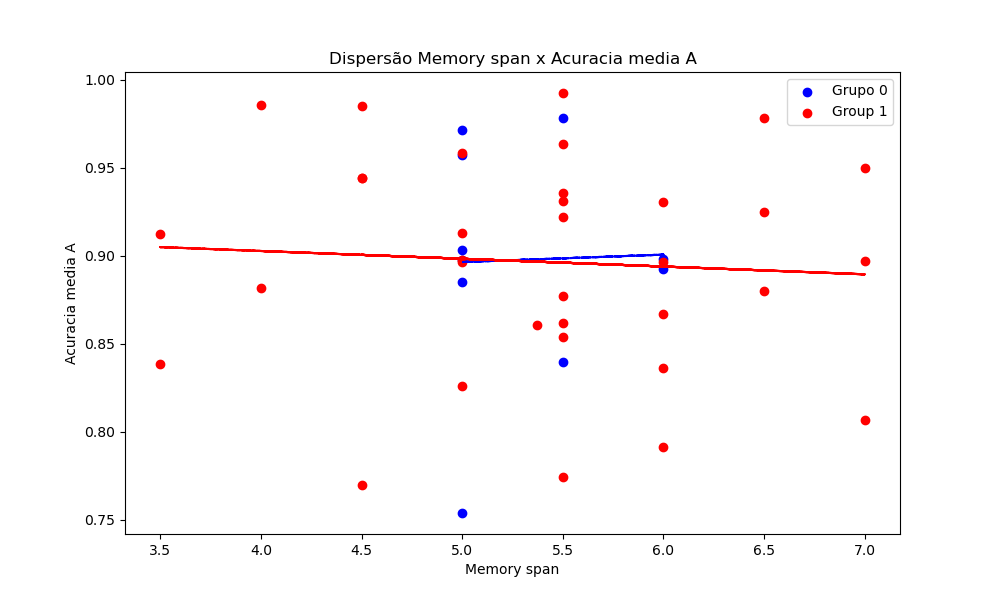 Dispersão Memory span x Acuracia media A
Grupo 0
Group 1
1.00
0.95
0.90
0.85
0.80
0.75
Acuracia media A
3.5 4.0 4.5 5.0 5.5 6.0 6.5 7.0
Memory span